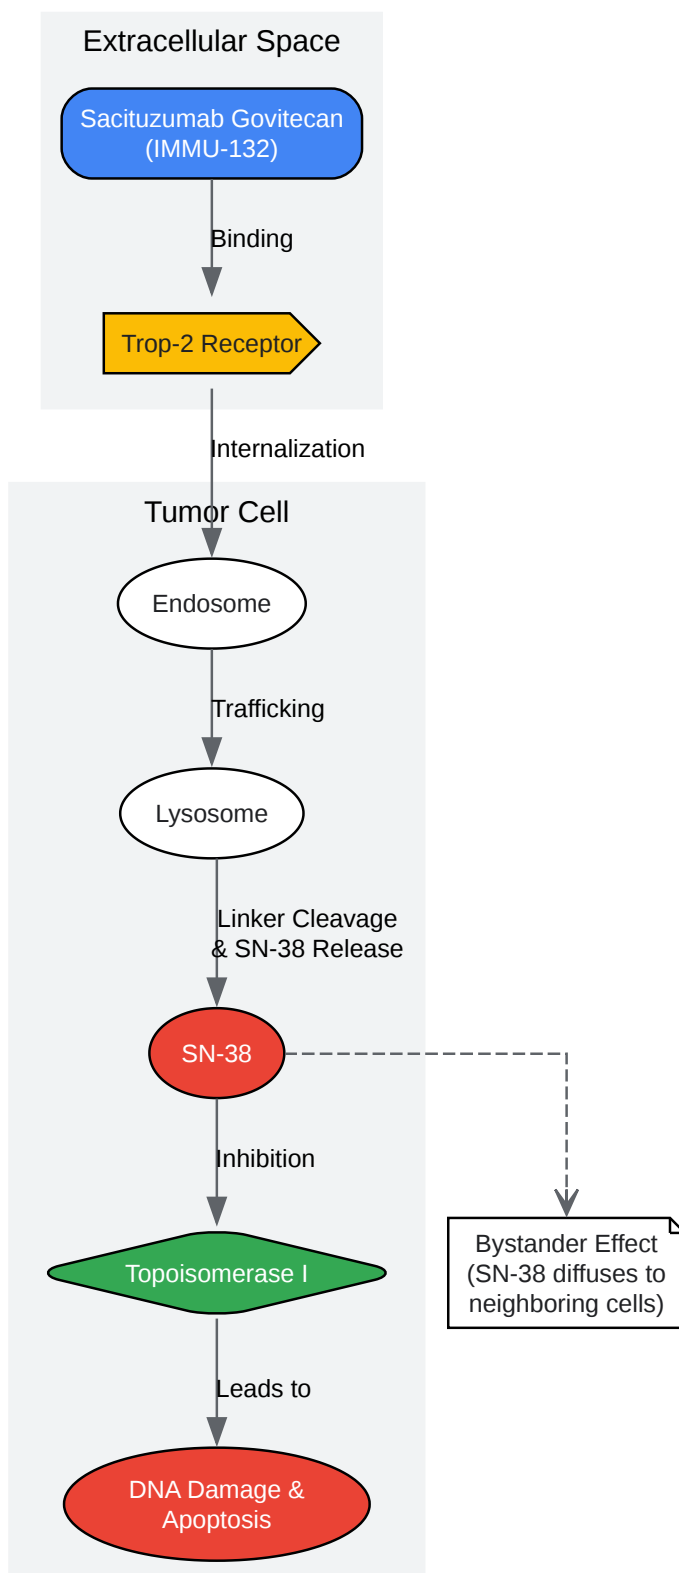 Extracellular Space
Sacituzumab Govitecan
(IMMU-132)
Binding
Trop-2 Receptor
Internalization
Tumor Cell
Endosome
Trafficking
Lysosome
Linker Cleavage
& SN-38 Release
SN-38
Inhibition
Topoisomerase I
Bystander Effect
(SN-38 diffuses to
neighboring cells)
Leads to
DNA Damage &
Apoptosis